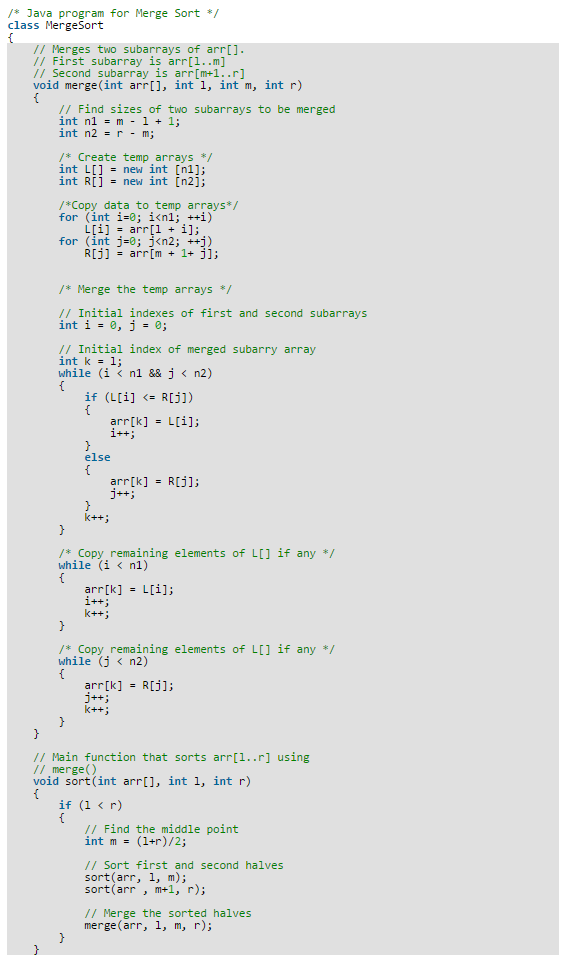 /* Java program for Merge Sort */
class MergeSort
{
    // Merges two subarrays of arr[].
    // First subarray is arr[l..m]
    // Second subarray is arr[m+1..r]
    void merge(int arr[], int l, int m, int r)
    {
        // Find sizes of two subarrays to be merged
        int n1 = m - l + 1;
        int n2 = r - m;

        /* Create temp arrays */
        int L[] = new int [n1];
        int R[] = new int [n2];

        /*Copy data to temp arrays*/
        for (int i=0; i<n1; ++i)
            L[i] = arr[l + i];
        for (int j=0; j<n2; ++j)
            R[j] = arr[m + 1+ j];


        /* Merge the temp arrays */

        // Initial indexes of first and second subarrays
        int i = 0, j = 0;

        // Initial index of merged subarry array
        int k = l;
        while (i < n1 && j < n2)
        {
            if (L[i] <= R[j])
            {
                arr[k] = L[i];
                i++;
            }
            else
            {
                arr[k] = R[j];
                j++;
            }
            k++;
        }

        /* Copy remaining elements of L[] if any */
        while (i < n1)
        {
            arr[k] = L[i];
            i++;
            k++;
        }

        /* Copy remaining elements of L[] if any */
        while (j < n2)
        {
            arr[k] = R[j];
            j++;
            k++;
        }
    }

    // Main function that sorts arr[l..r] using
    // merge()
    void sort(int arr[], int l, int r)
    {
        if (l < r)
        {
            // Find the middle point
            int m = (l+r)/2;

            // Sort first and second halves
            sort(arr, l, m);
            sort(arr , m+1, r);

            // Merge the sorted halves
            merge(arr, l, m, r);
        }
    }